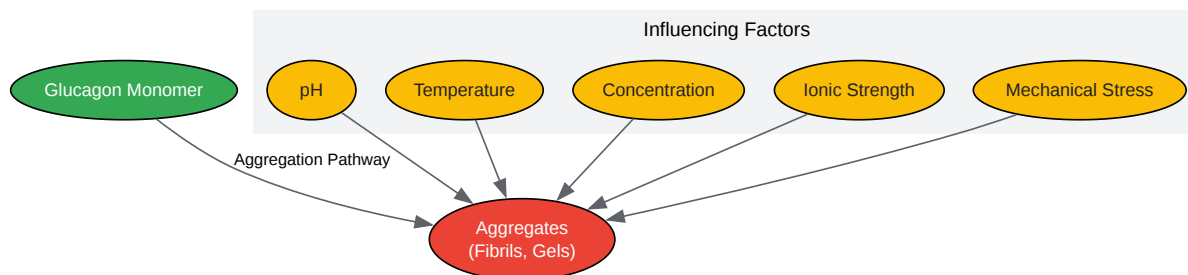 Influencing Factors
Glucagon Monomer
pH
Temperature
Concentration
Ionic Strength
Mechanical Stress
Aggregation Pathway
Aggregates
(Fibrils, Gels)